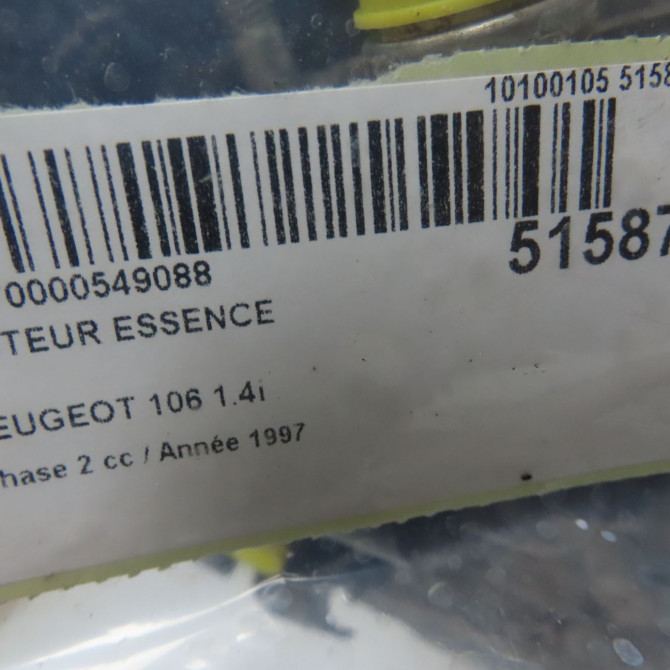 10100105 5158
51587
0000549088
TEUR ESSENCE
EUGEOT 106 1.4i
hase 2 cc / Année 1997